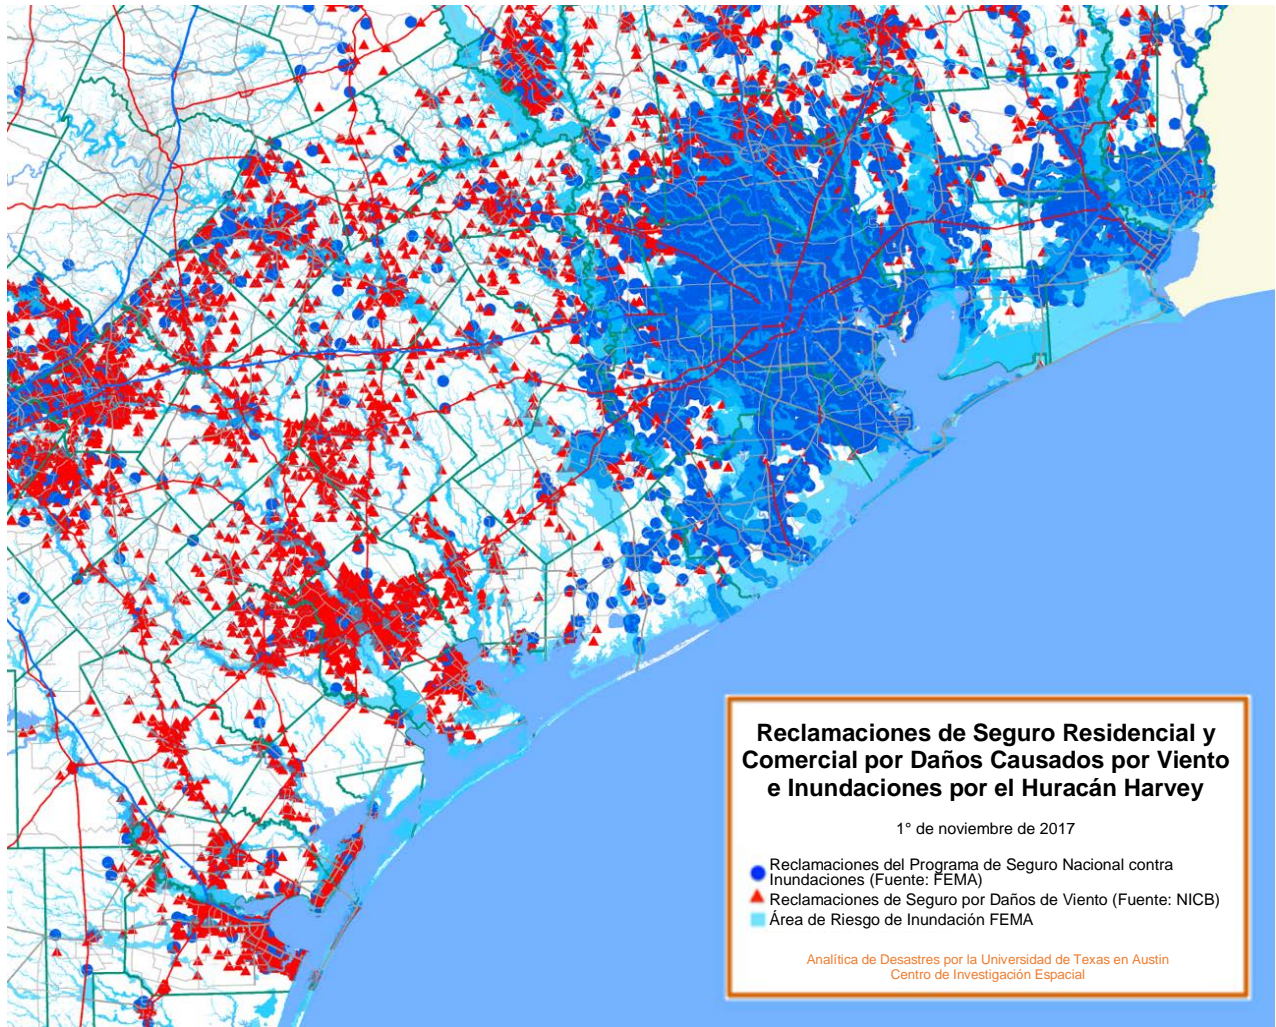 Reclamaciones de Seguro Residencial y
Comercial por Daños Causados por Viento
e Inundaciones por el Huracán Harvey
1° de noviembre de 2017
Reclamaciones del Programa de Seguro Nacional contra
Inundaciones (Fuente: FEMA)
Reclamaciones de Seguro por Daños de Viento (Fuente: NICB)
Área de Riesgo de Inundación FEMA
Analítica de Desastres por la Universidad de Texas en Austin
Centro de Investigación Espacial